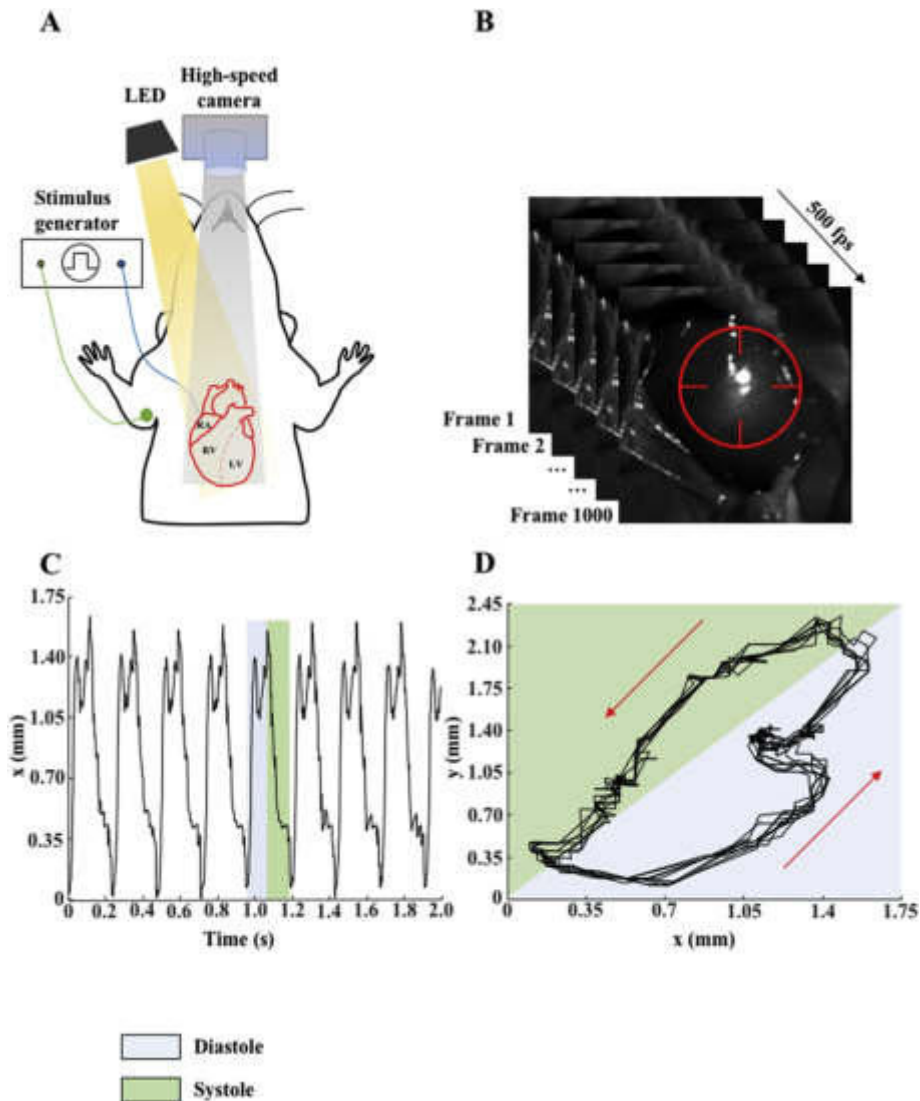 A
LED
High-speed
camera
Stimulus
generator
RA
RV
LV
B
500 fps
Frame 1
Frame 2
...
...
Frame 1000
C
1.75
1.40
1.05
0.70
0.35
0
x (mm)
0 0.2 0.4 0.6 0.8 1.0 1.2 1.4 1.6 1.8 2.0
Time (s)
D
2.45
2.10
1.75
1.40
1.05
0.70
0.35
0
y (mm)
0 0.35 0.7 1.05 1.4 1.75
x (mm)
Diastole
Systole